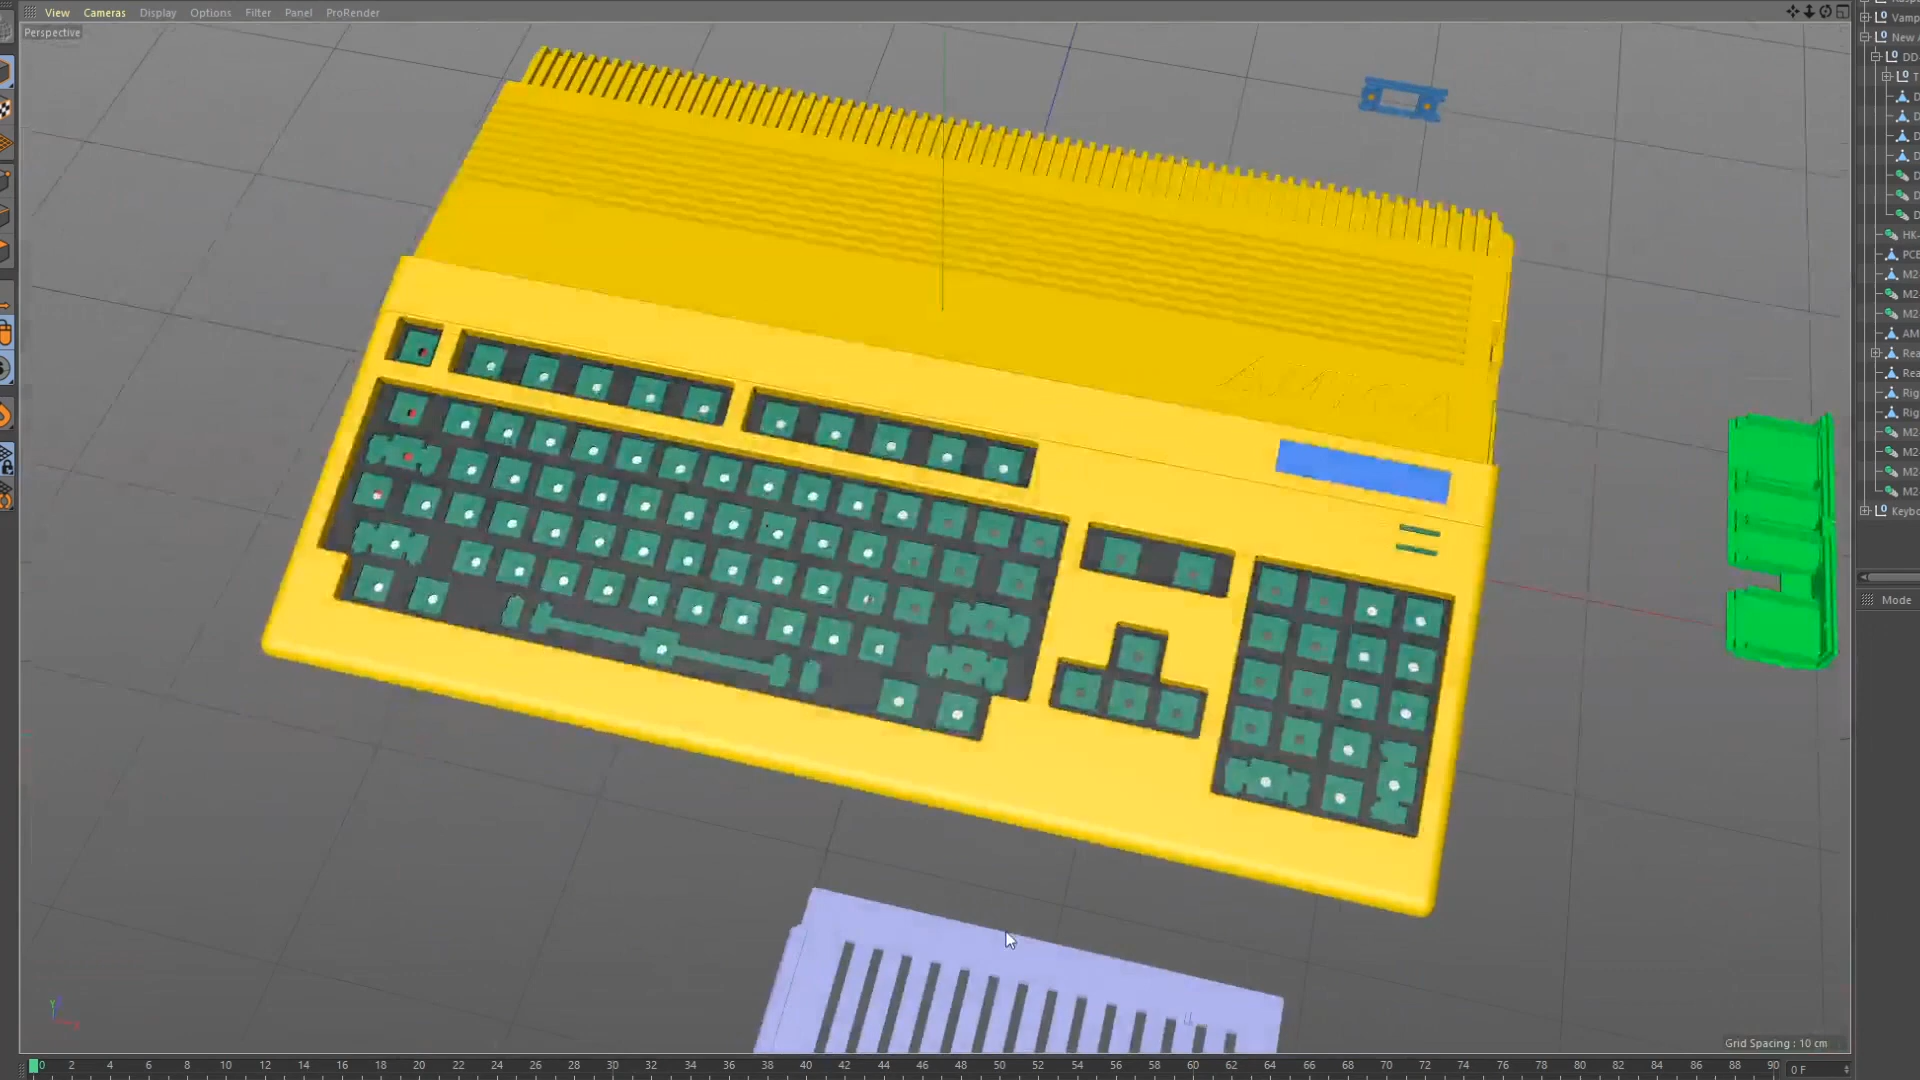 View Cameras Display Options Filter Panel ProRender
Perspective
AMIGA
Vamp
New A
DD-
T
D
D
D
D
D
D
D
HK-
PCB
M2-
M2-
M2-
AM
Rea
Rea
Rig
Rig
M2-
M2-
M2-
M2-
Keybo
Mode
Y
X
Grid Spacing : 10 cm
0 2 4 6 8 10 12 14 16 18 20 22 24 26 28 30 32 34 36 38 40 42 44 46 48 50 52 54 56 58 60 62 64 66 68 70 72 74 76 78 80 82 84 86 88 90
0 F